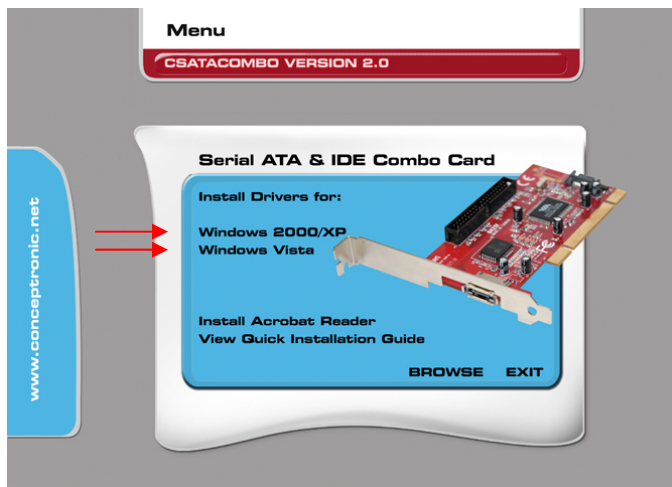 Menu
CSATACOMBO VERSION 2.0
www.conceptronic.net
Serial ATA & IDE Combo Card
Install Drivers for:
Windows 2000/XP
Windows Vista
Install Acrobat Reader
View Quick Installation Guide
BROWSE EXIT